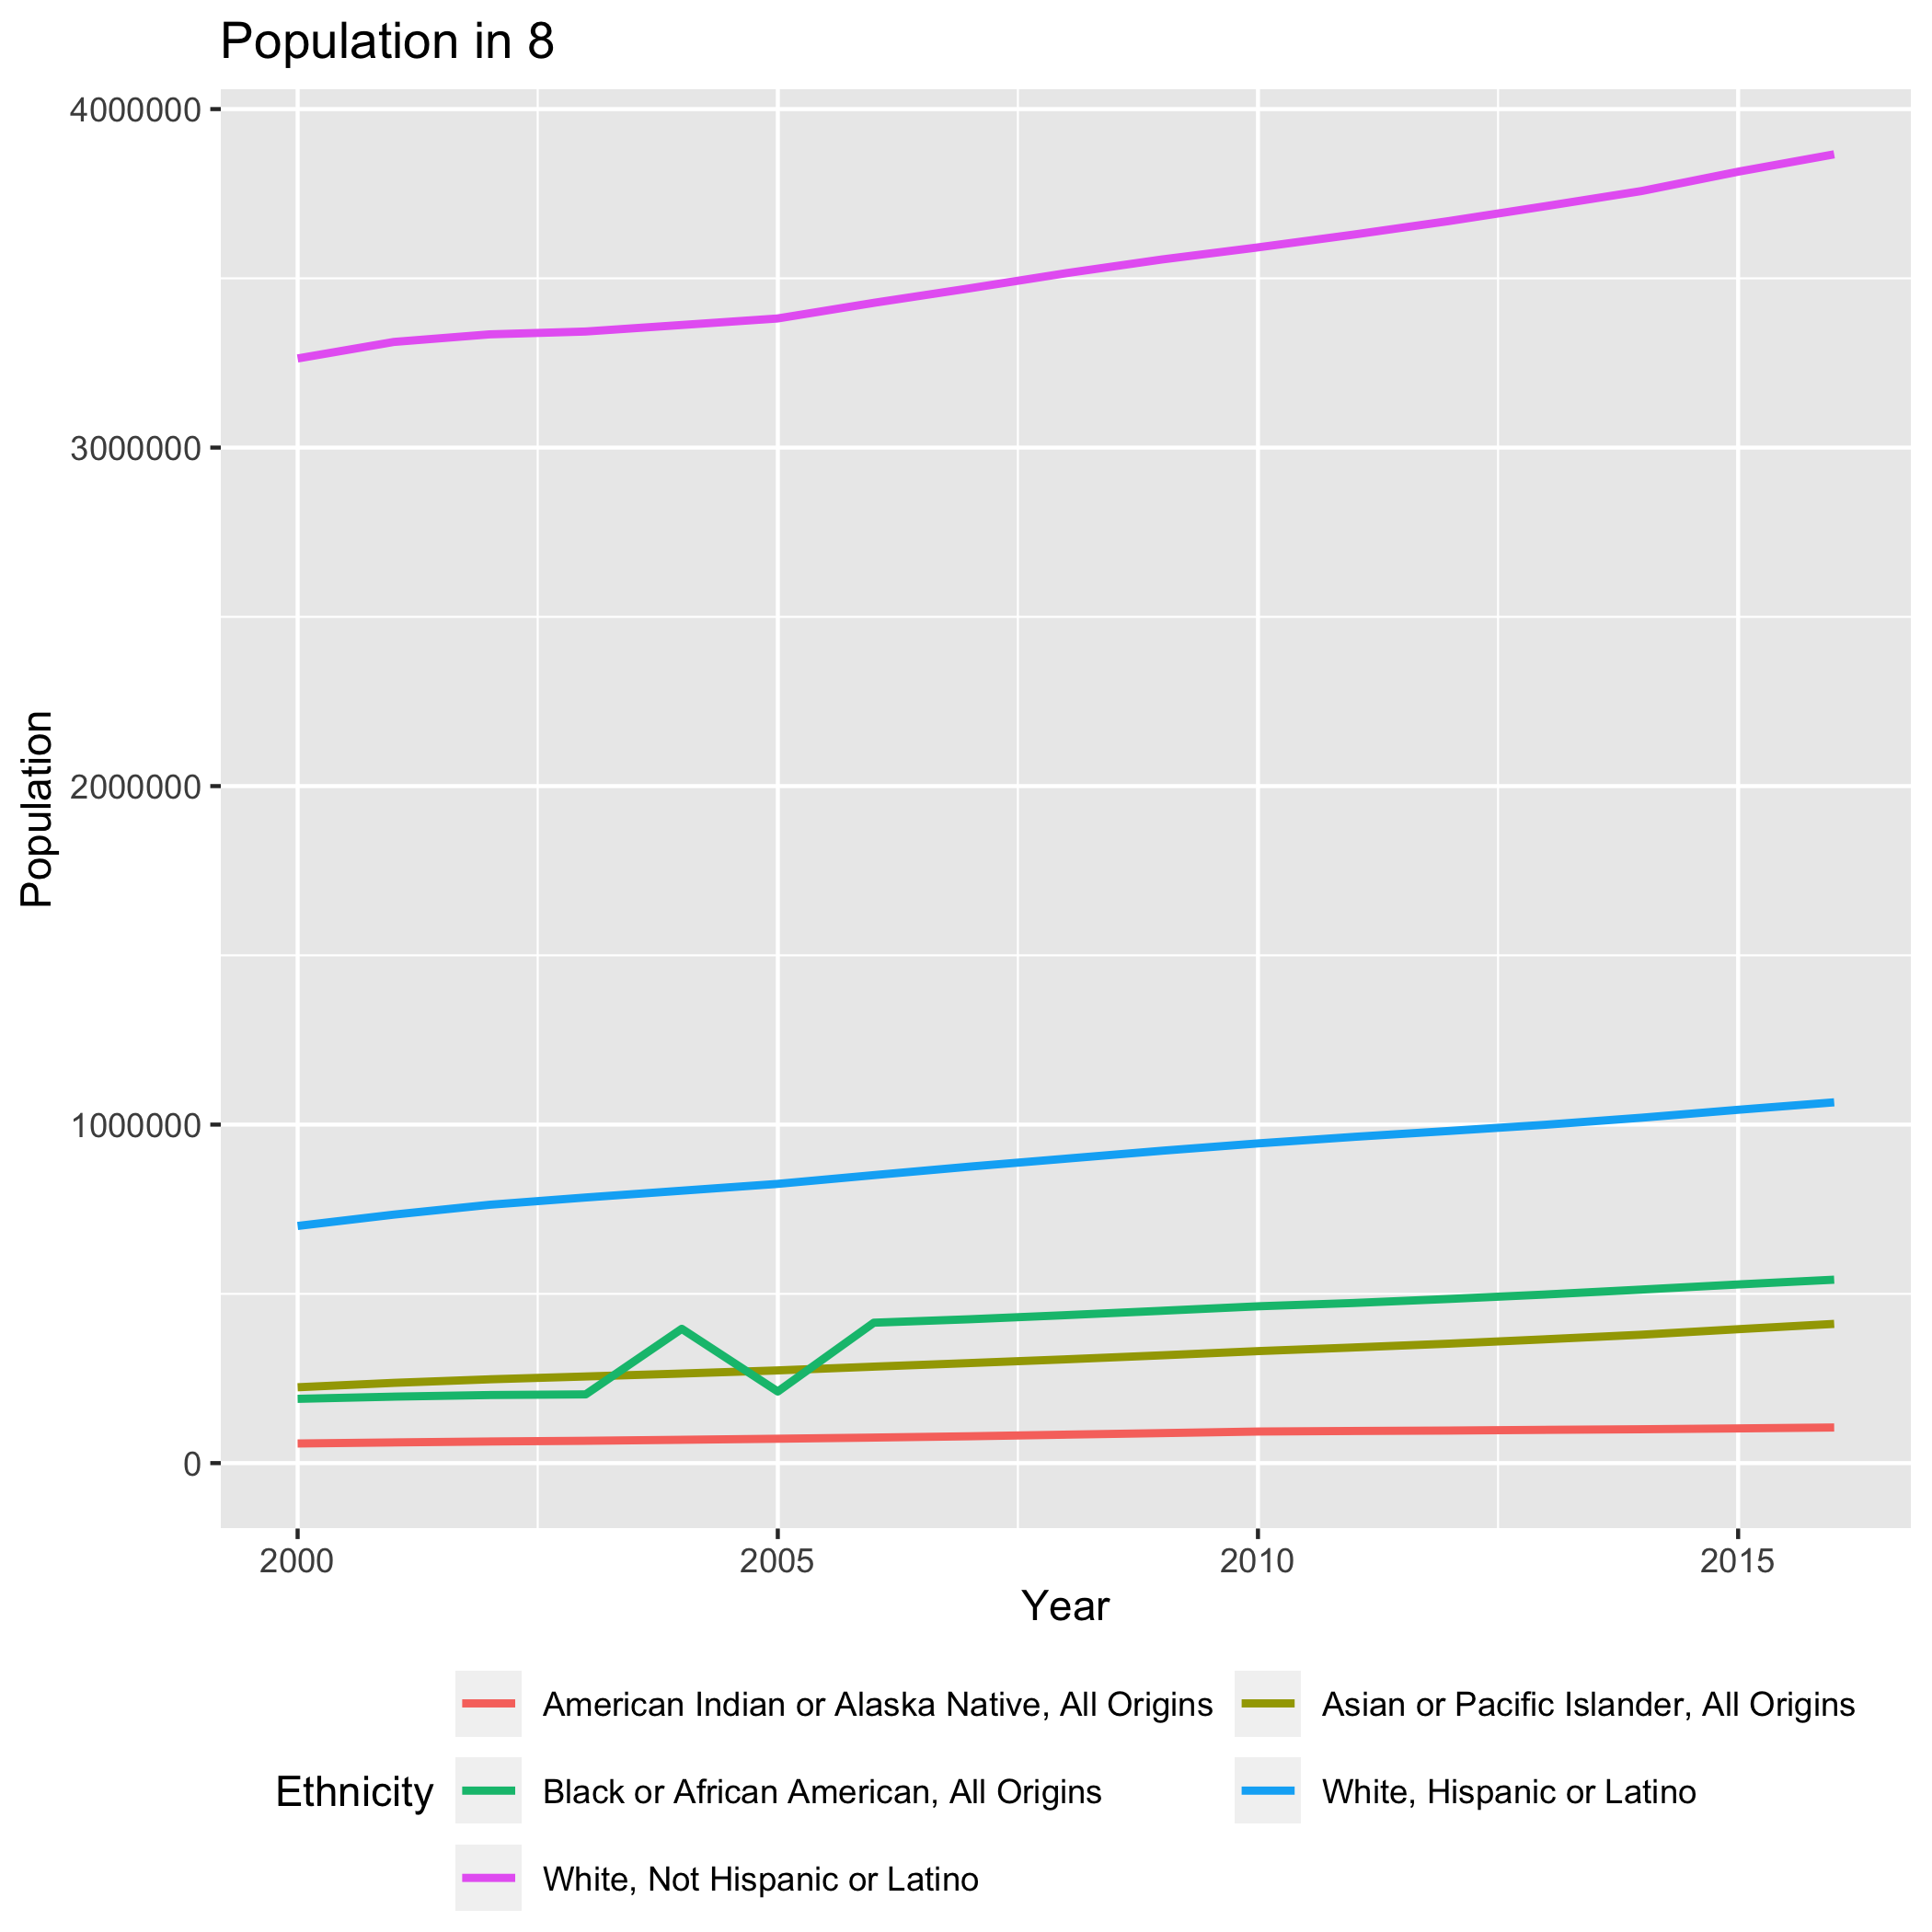 Population in 8
4000000
3000000
2000000
1000000
0
Population
2000 2005 2010 2015
Year
Ethnicity
American Indian or Alaska Native, All Origins
Asian or Pacific Islander, All Origins
Black or African American, All Origins
White, Hispanic or Latino
White, Not Hispanic or Latino